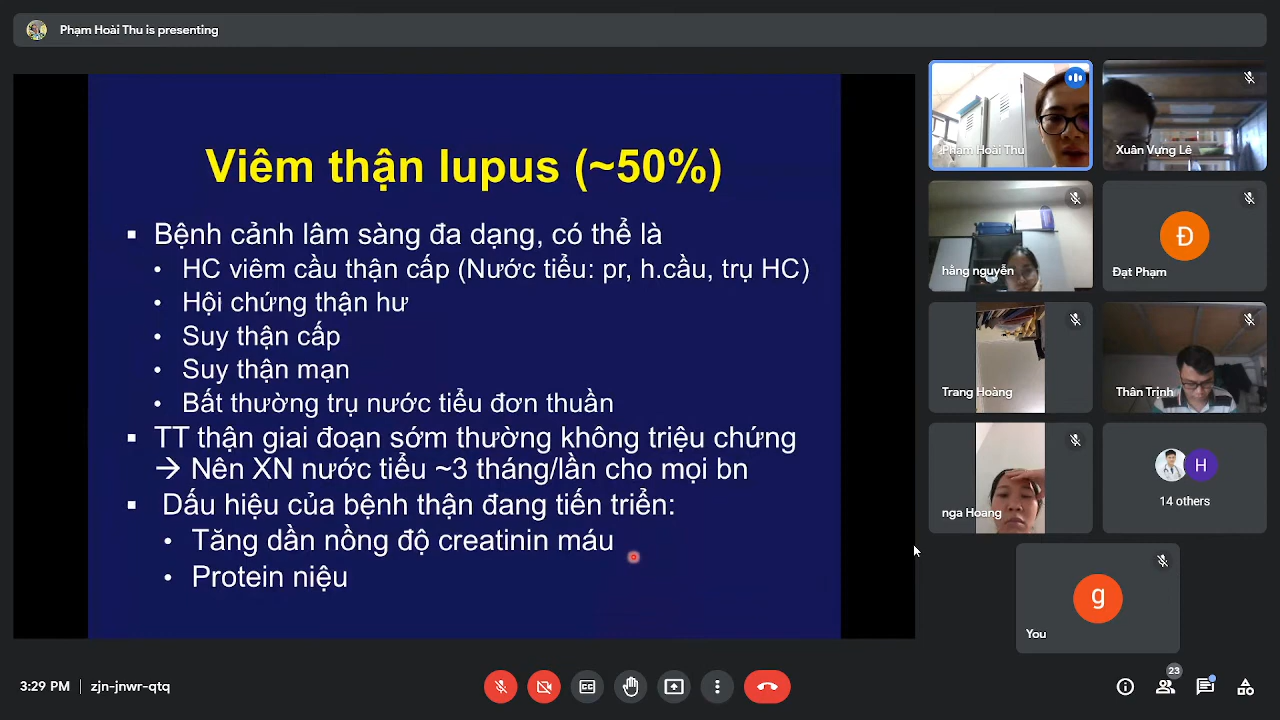 Phạm Hoài Thu is presenting
Viêm thận lupus (~50%)
▪ Bệnh cảnh lâm sàng đa dạng, có thể là
• HC viêm cầu thận cấp (Nước tiểu: pr, h.cầu, trụ HC)
• Hội chứng thận hư
• Suy thận cấp
• Suy thận mạn
• Bất thường trụ nước tiểu đơn thuần
▪ TT thận giai đoạn sớm thường không triệu chứng
→ Nên XN nước tiểu ~3 tháng/lần cho mọi bn
▪ Dấu hiệu của bệnh thận đang tiến triển:
• Tăng dần nồng độ creatinin máu
• Protein niệu
Phạm Hoài Thu
Xuân Vựng Lê
hằng nguyễn
Đ
Đạt Phạm
Trang Hoàng
Thân Trịnh
nga Hoang
H
14 others
g
You
3:29 PM | zjn-jnwr-qtq
23